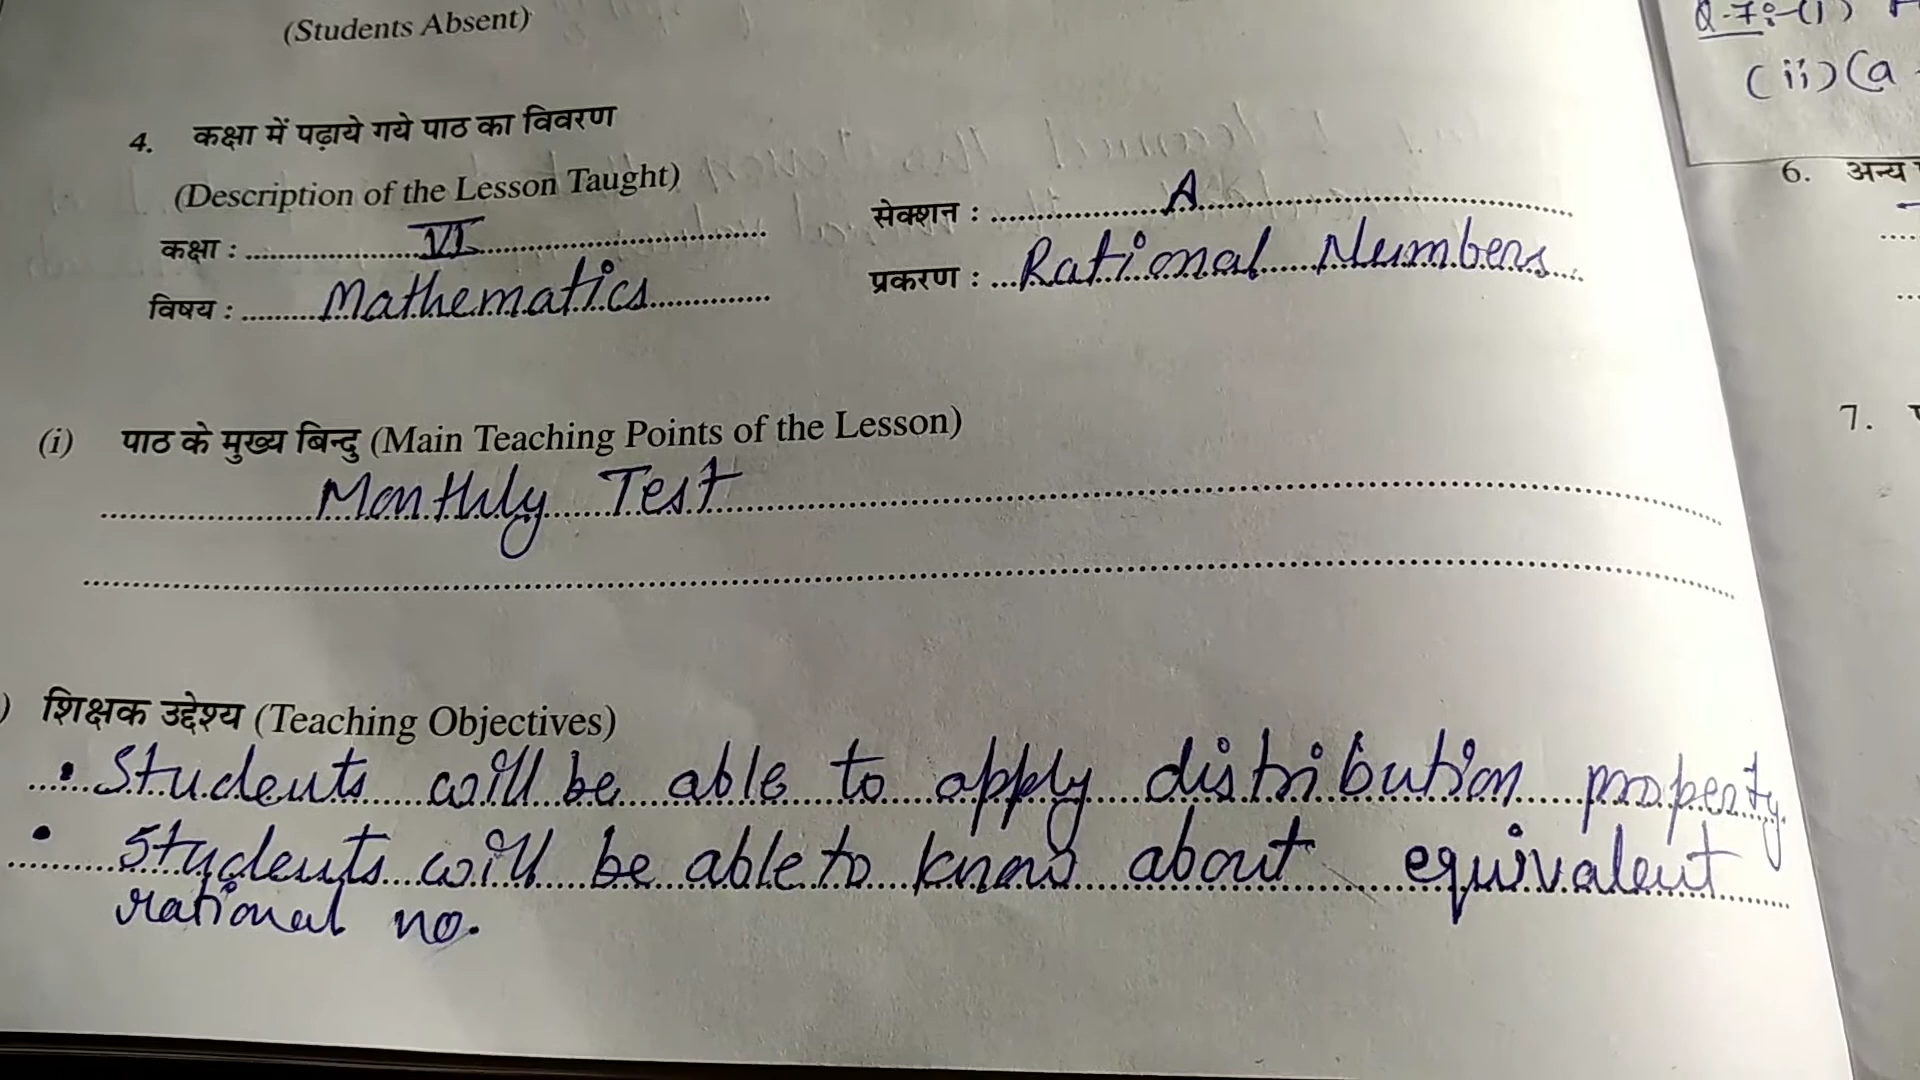 (Students Absent)
4. कक्षा में पढ़ाये गये पाठ का विवरण
(Description of the Lesson Taught)
कक्षा : VI सेक्शन : A
विषय : Mathematics प्रकरण : Rational Numbers
(i) पाठ के मुख्य बिन्दु (Main Teaching Points of the Lesson)
Monthly Test
) शिक्षक उद्देश्य (Teaching Objectives)
• Students will be able to apply distribution property.
• Students will be able to know about equivalent
rational no.
Q-7:-(i)
(ii) (a
6. अन्य
7.